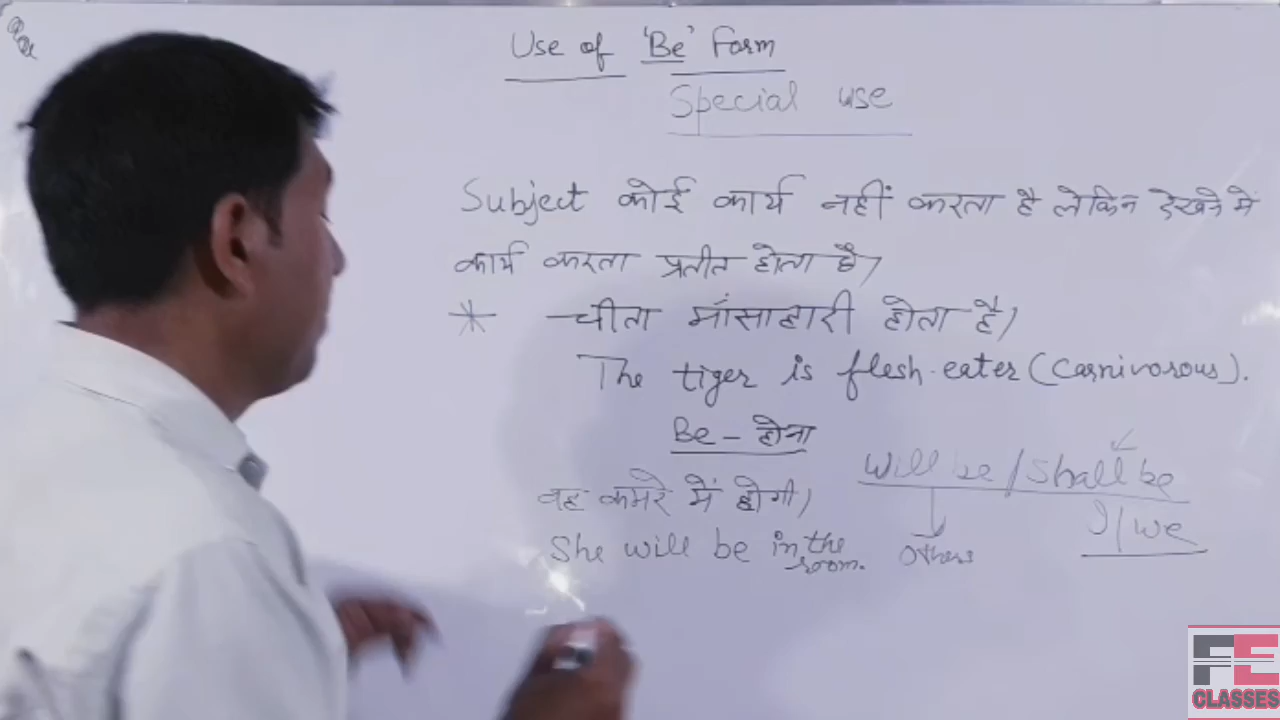 Use of 'Be' Form
Special use
Subject कोई कार्य नहीं करता है लेकिन देखने में
कार्य करता प्रतीत होता है।
* चीता माँसाहारी होता है।
The tiger is flesh-eater (Carnivorous).
Be - होना
Will be / Shall be
I/we
Others
वह कमरे में होगी।
She will be in the
room.
FE
CLASSES